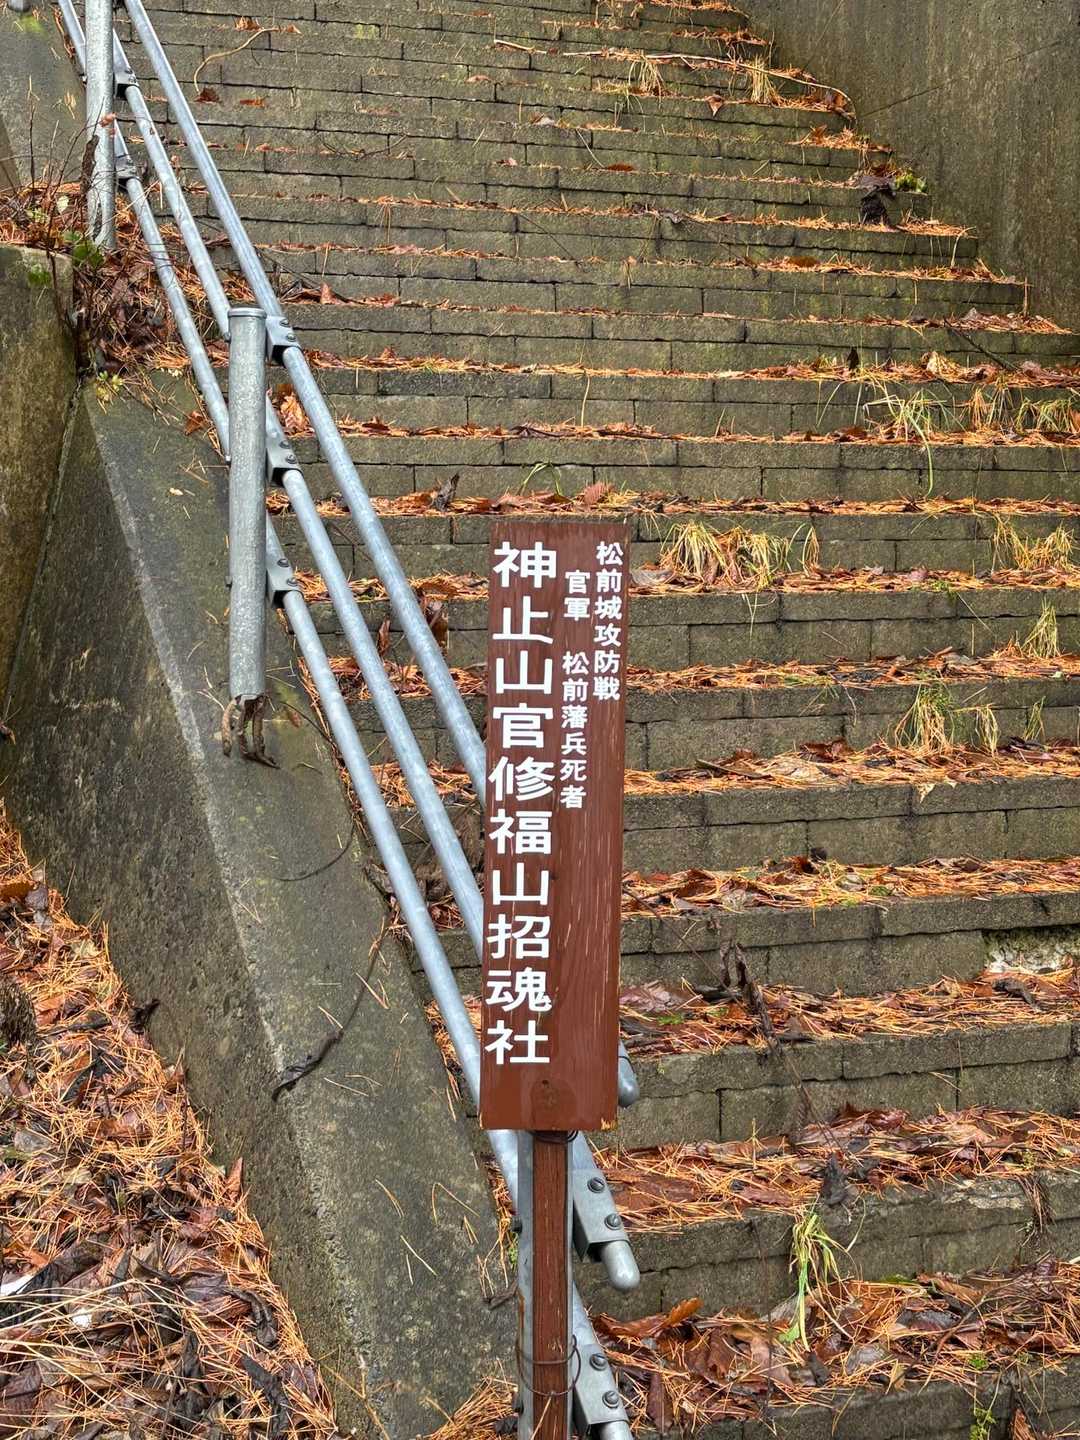 松前城攻防戦
官軍 松前藩兵死者
神止山官修福山招魂社